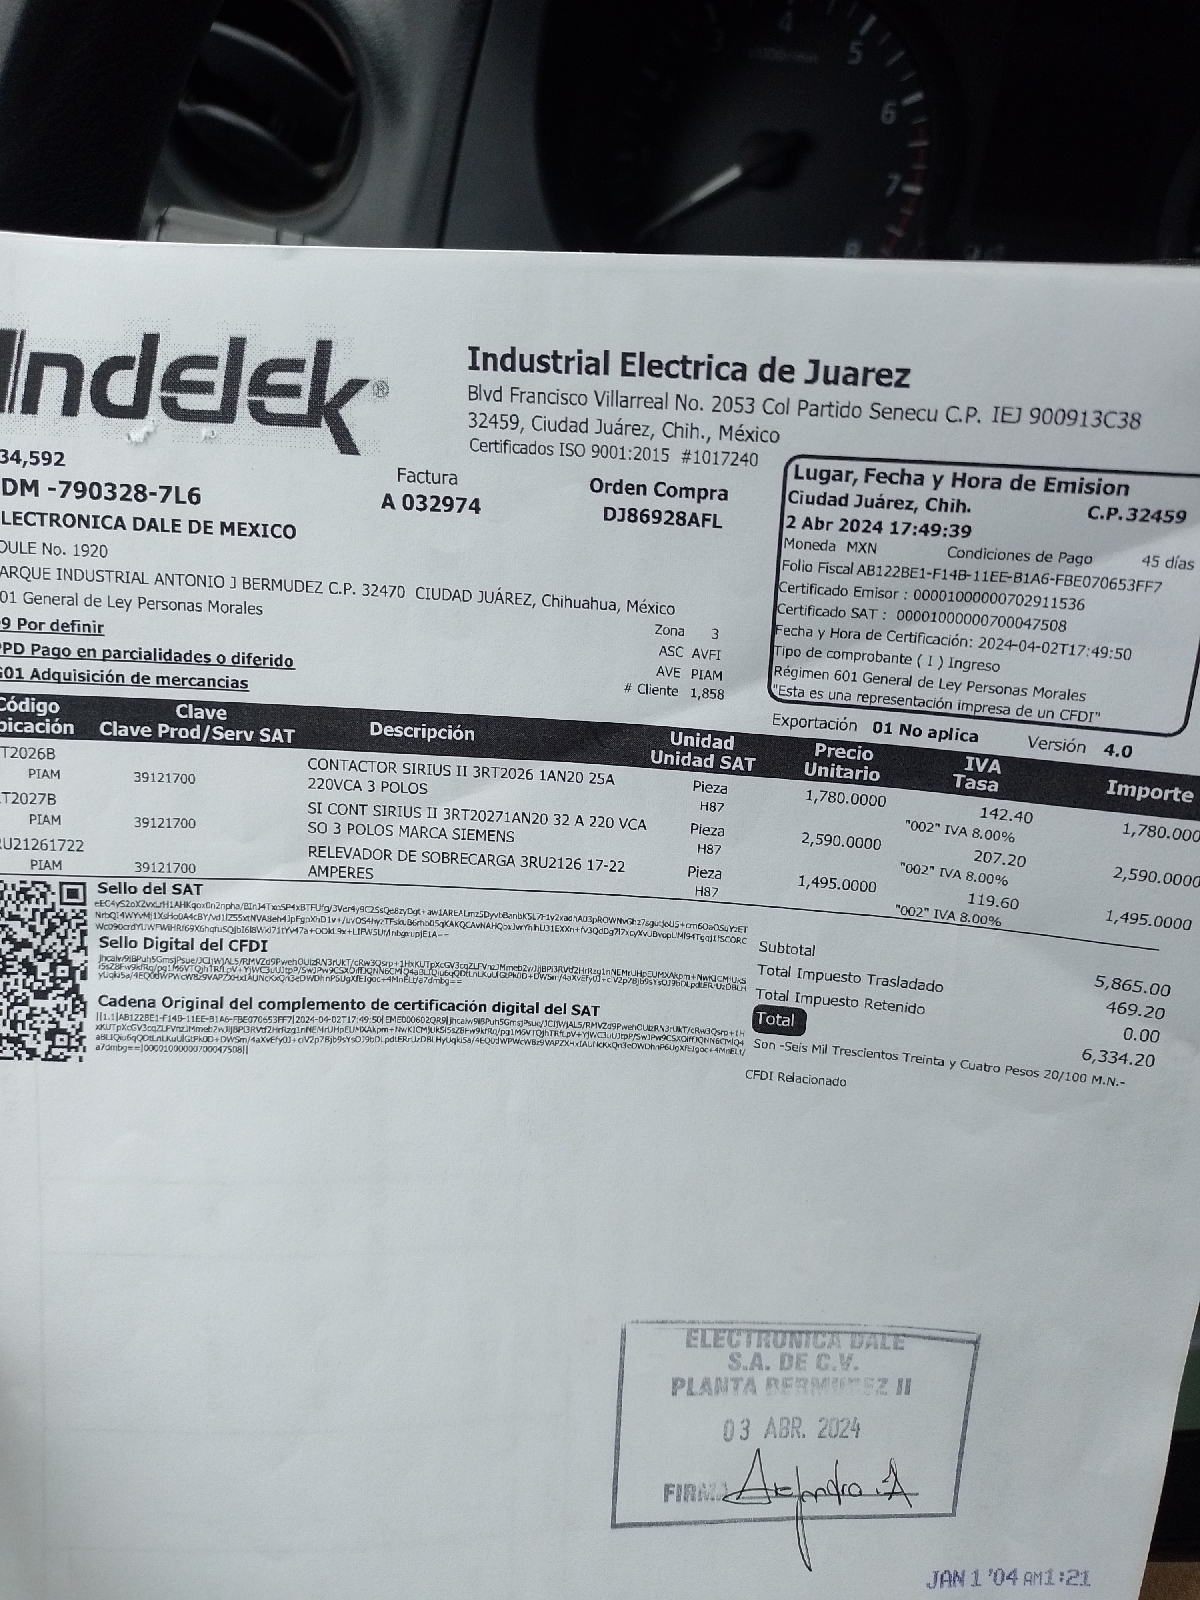 4
5
6
7
8
Indelek®
Industrial Electrica de Juarez
Blvd Francisco Villarreal No. 2053 Col Partido Senecu C.P. IEJ 900913C38
32459, Ciudad Juárez, Chih., México
Certificados ISO 9001:2015 #1017240
34,592
DM -790328-7L6
LECTRONICA DALE DE MEXICO
OULE No. 1920
ARQUE INDUSTRIAL ANTONIO J BERMUDEZ C.P. 32470 CIUDAD JUÁREZ, Chihuahua, México
01 General de Ley Personas Morales
9 Por definir
PD Pago en parcialidades o diferido
G01 Adquisición de mercancias
Factura
A 032974
Orden Compra
DJ86928AFL
Zona 3
ASC AVFI
AVE PIAM
# Cliente 1,858
Lugar, Fecha y Hora de Emision
Ciudad Juárez, Chih. C.P.32459
2 Abr 2024 17:49:39
Moneda MXN Condiciones de Pago 45 días
Folio Fiscal AB122BE1-F14B-11EE-B1A6-FBE070653FF7
Certificado Emisor : 00001000000702911536
Certificado SAT : 00001000000700047508
Fecha y Hora de Certificación: 2024-04-02T17:49:50
Tipo de comprobante ( I ) Ingreso
Régimen 601 General de Ley Personas Morales
"Esta es una representación impresa de un CFDI"
Exportación 01 No aplica Versión 4.0
Código Clave Descripción Unidad Precio IVA Importe
bicación Clave Prod/Serv SAT Unidad SAT Unitario Tasa
T2026B 39121700 CONTACTOR SIRIUS II 3RT2026 1AN20 25A Pieza 1,780.0000 142.40 1,780.000
PIAM 220VCA 3 POLOS H87 "002" IVA 8.00%
T2027B 39121700 SI CONT SIRIUS II 3RT20271AN20 32 A 220 VCA Pieza 2,590.0000 207.20 2,590.0000
PIAM SO 3 POLOS MARCA SIEMENS H87 "002" IVA 8.00%
RU21261722 39121700 RELEVADOR DE SOBRECARGA 3RU2126 17-22 Pieza 1,495.0000 119.60 1,495.0000
PIAM AMPERES H87 "002" IVA 8.00%
Sello del SAT
Sello Digital del CFDI
Cadena Original del complemento de certificación digital del SAT
Subtotal 5,865.00
Total Impuesto Trasladado 469.20
Total Impuesto Retenido 0.00
Total 6,334.20
Son -Seis Mil Trescientos Treinta y Cuatro Pesos 20/100 M.N.-
CFDI Relacionado
ELECTRONICA DALE
S.A. DE C.V.
PLANTA BERMUDEZ II
03 ABR. 2024
FIRMA Alejandro A
JAN 1 '04 AM 1:21